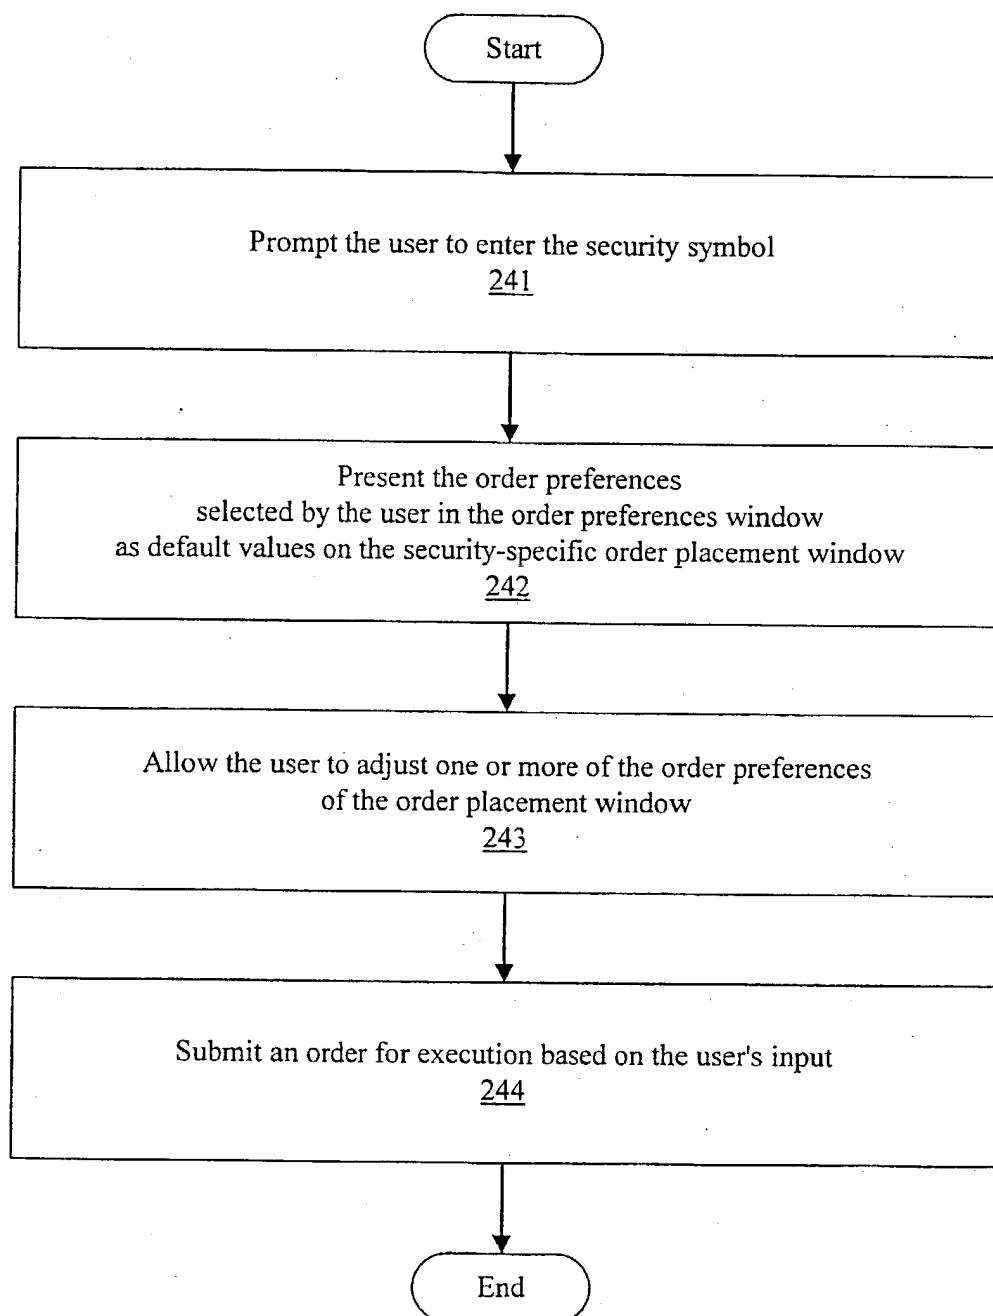 Start
Prompt the user to enter the security symbol
241
Present the order preferences
selected by the user in the order preferences window
as default values on the security-specific order placement window
242
Allow the user to adjust one or more of the order preferences
of the order placement window
243
Submit an order for execution based on the user's input
244
End